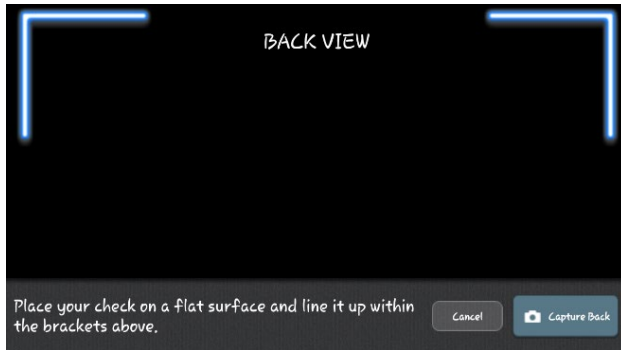 BACK VIEW
Place your check on a flat surface and line it up within
the brackets above.
Cancel
Capture Back